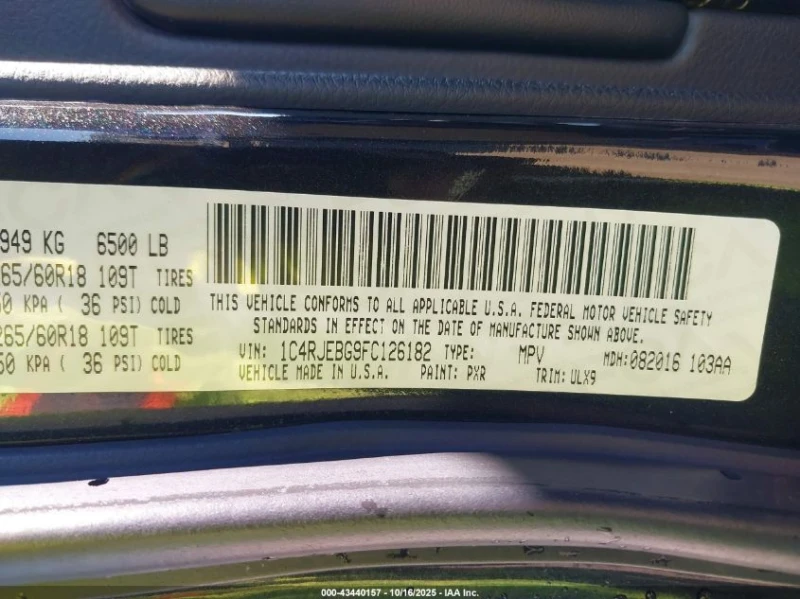 949 KG 6500 LB
265/60R18 109T TIRES
50 KPA ( 36 PSI) COLD
265/60R18 109T TIRES
50 KPA ( 36 PSI) COLD
THIS VEHICLE CONFORMS TO ALL APPLICABLE U.S.A. FEDERAL MOTOR VEHICLE SAFETY
STANDARDS IN EFFECT ON THE DATE OF MANUFACTURE SHOWN ABOVE.
VIN: 1C4RJEBG9FC126182 TYPE: MPV MDH:082016 103AA
VEHICLE MADE IN U.S.A. PAINT: PXR TRIM: ULX9
000-43440157 - 10/16/2025 - IAA Inc.